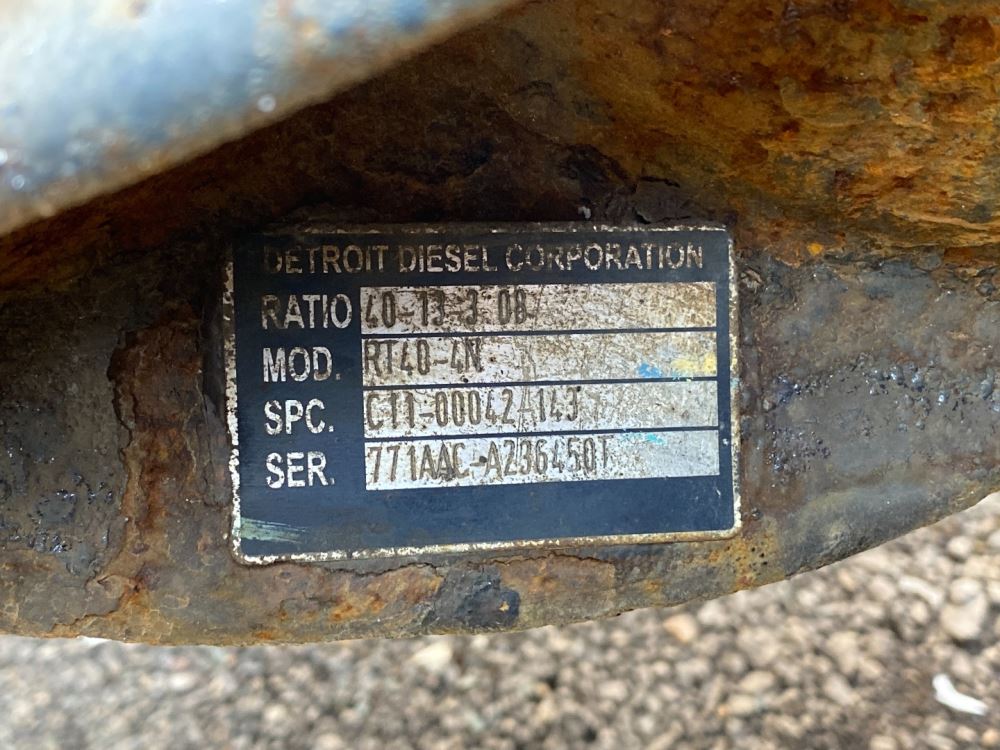 DETROIT DIESEL CORPORATION
RATIO 40-13-3 08
MOD. RT40-4N
SPC. C11-00042-143
SER. 771AAC-A236450T